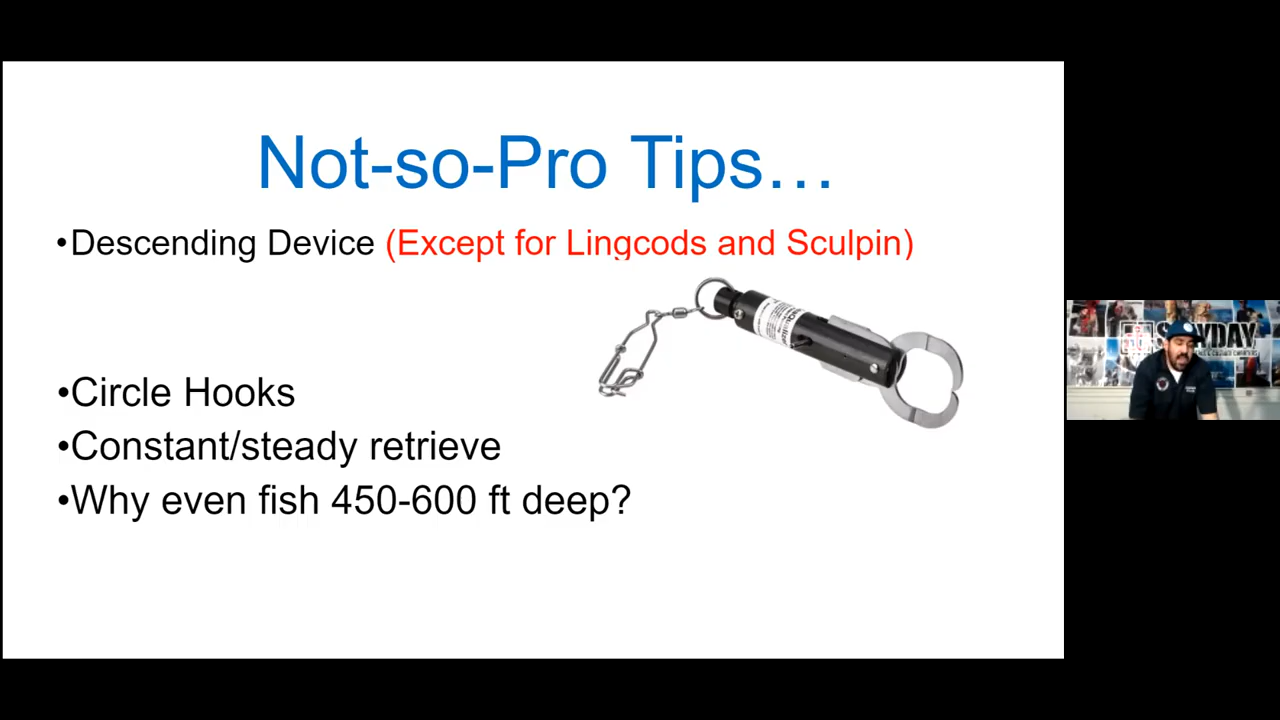 Not-so-Pro Tips…
•Descending Device (Except for Lingcods and Sculpin)
•Circle Hooks
•Constant/steady retrieve
•Why even fish 450-600 ft deep?